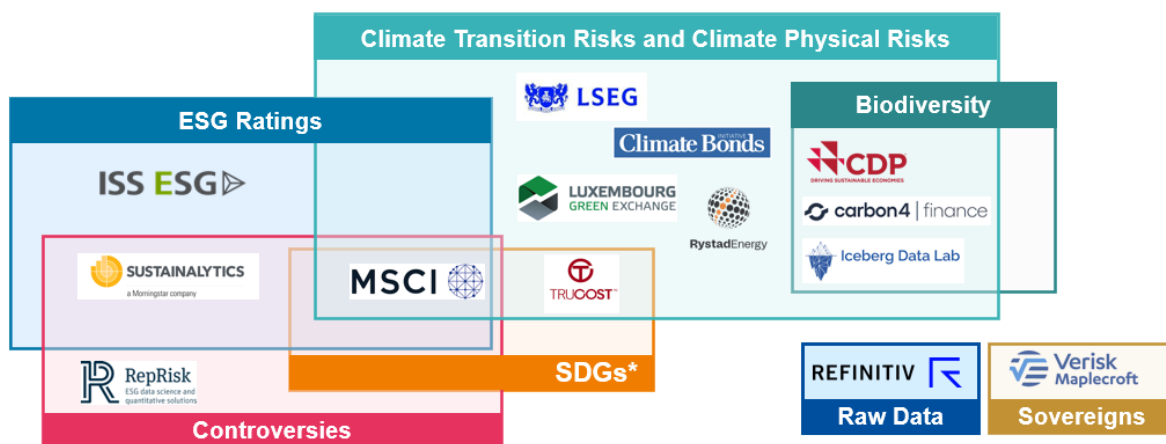 Climate Transition Risks and Climate Physical Risks
LSEG
Biodiversity
ESG Ratings
INITIATIVE
Climate Bonds
CDP
DRIVING SUSTAINABLE ECONOMIES
ISS ESG
LUXEMBOURG
GREEN EXCHANGE
carbon4 | finance
RystadEnergy
Iceberg Data Lab
SUSTAINALYTICS
a Morningstar company
MSCI
TRUCOST™
RepRisk
ESG data science and
quantitative solutions
SDGs*
REFINITIV
Verisk
Maplecroft
Raw Data
Sovereigns
Controversies